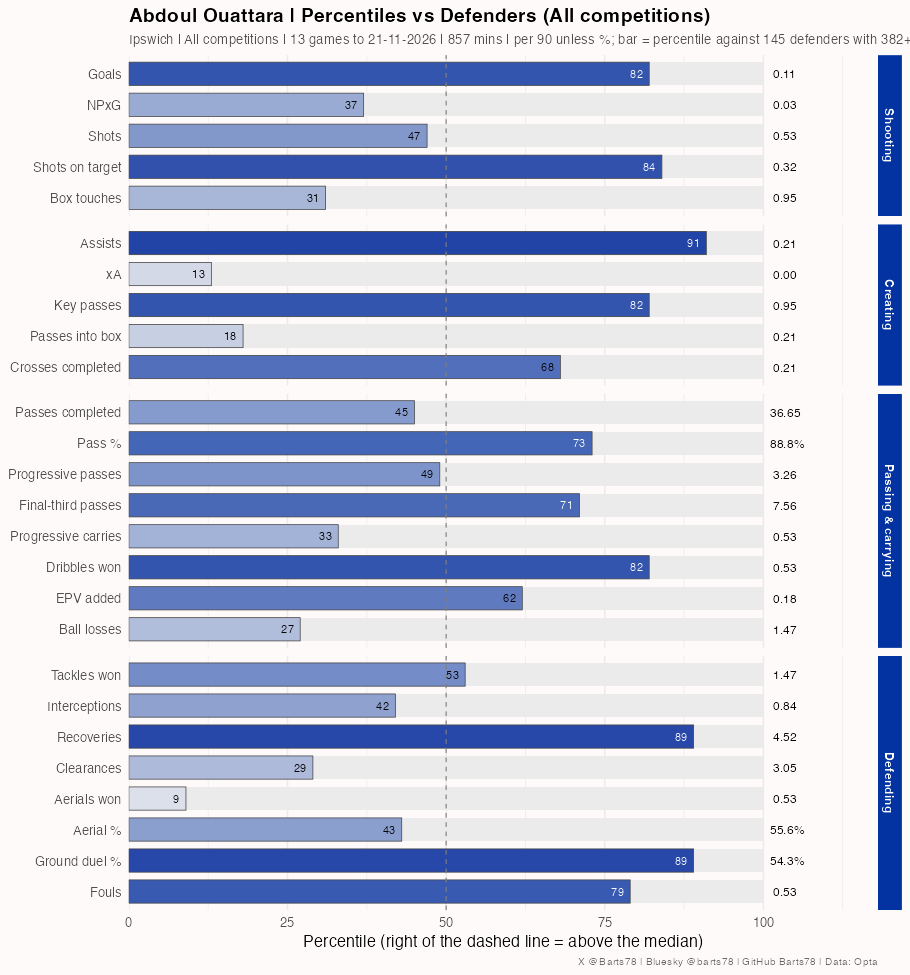 Abdoul Ouattara | Percentiles vs Defenders (All competitions)
Ipswich | All competitions | 13 games to 21-11-2026 | 857 mins | per 90 unless %; bar = percentile against 145 defenders with 382+
Shooting
Goals 82 0.11
NPxG 37 0.03
Shots 47 0.53
Shots on target 84 0.32
Box touches 31 0.95
Creating
Assists 91 0.21
xA 13 0.00
Key passes 82 0.95
Passes into box 18 0.21
Crosses completed 68 0.21
Passing & carrying
Passes completed 45 36.65
Pass % 73 88.8%
Progressive passes 49 3.26
Final-third passes 71 7.56
Progressive carries 33 0.53
Dribbles won 82 0.53
EPV added 62 0.18
Ball losses 27 1.47
Defending
Tackles won 53 1.47
Interceptions 42 0.84
Recoveries 89 4.52
Clearances 29 3.05
Aerials won 9 0.53
Aerial % 43 55.6%
Ground duel % 89 54.3%
Fouls 79 0.53
0 25 50 75 100
Percentile (right of the dashed line = above the median)
X @Barts78 | Bluesky @barts78 | GitHub Barts78 | Data: Opta